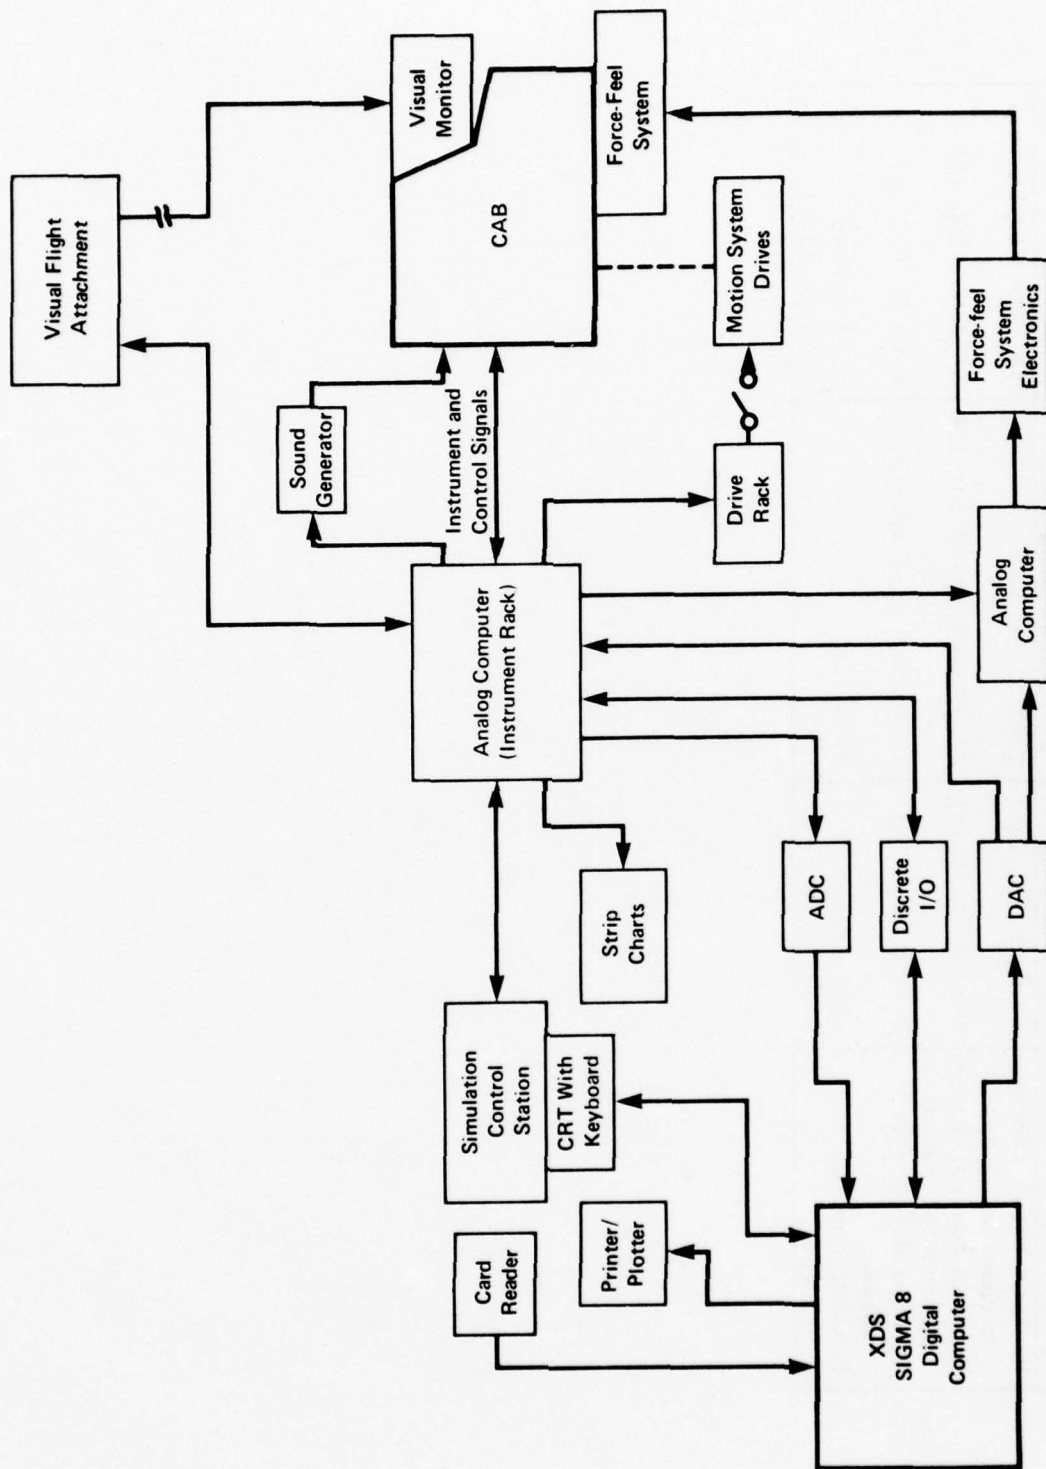 Visual Flight
Attachment
Visual
Monitor
CAB
Force-Feel
System
Sound
Generator
Instrument and
Control Signals
Motion System
Drives
Drive
Rack
Force-feel
System
Electronics
Analog Computer
(Instrument Rack)
Analog
Computer
Simulation
Control
Station
CRT With
Keyboard
Strip
Charts
ADC
Discrete
I/O
DAC
Card
Reader
Printer/
Plotter
XDS
SIGMA 8
Digital
Computer